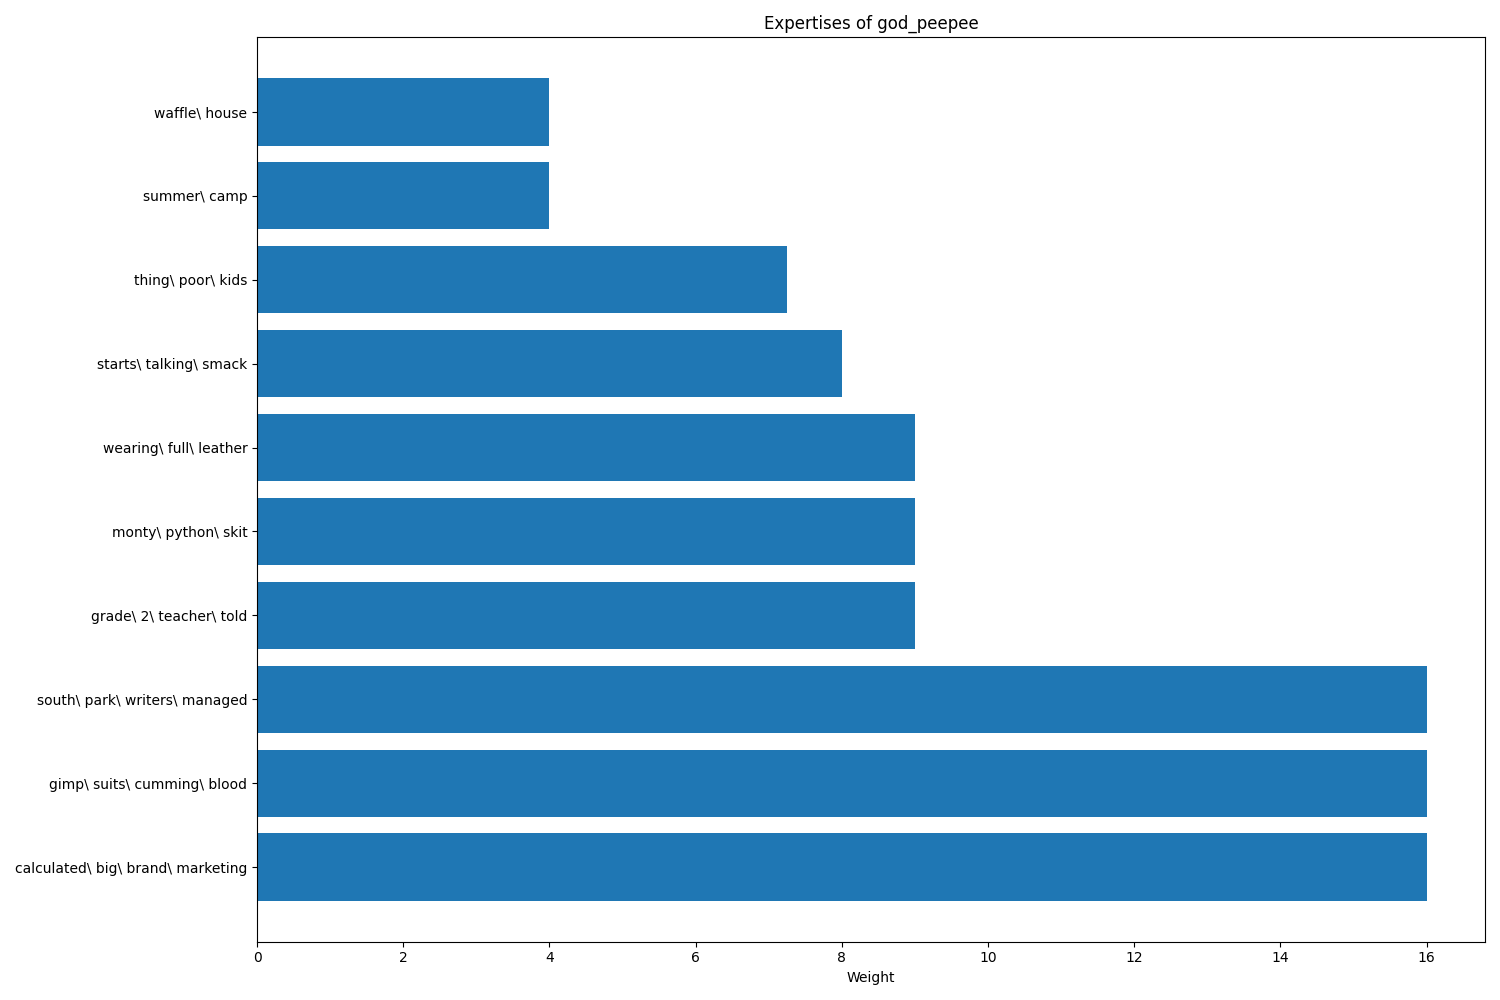 Expertises of god_peepee
waffle\ house
summer\ camp
thing\ poor\ kids
starts\ talking\ smack
wearing\ full\ leather
monty\ python\ skit
grade\ 2\ teacher\ told
south\ park\ writers\ managed
gimp\ suits\ cumming\ blood
calculated\ big\ brand\ marketing
0 2 4 6 8 10 12 14 16
Weight